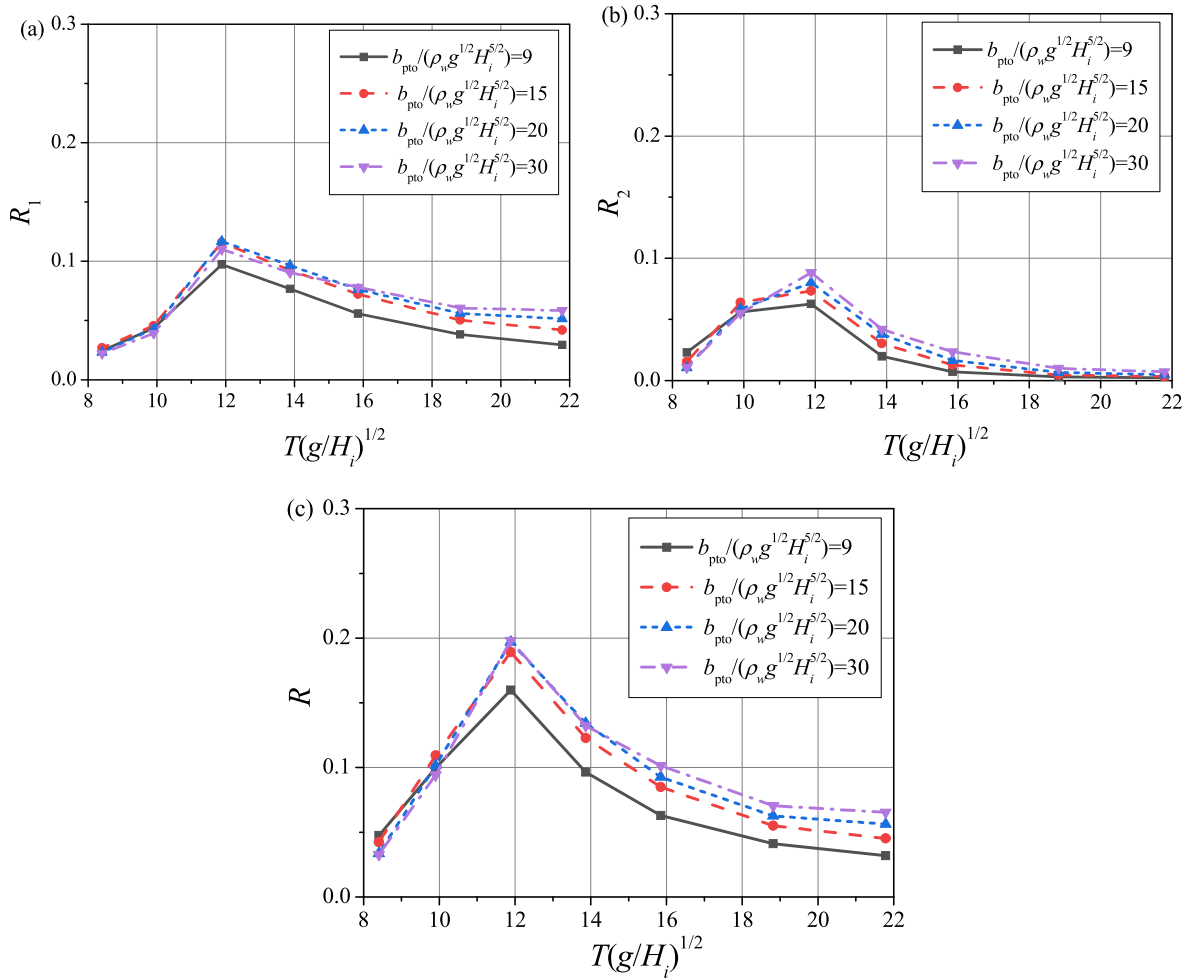 (a)
0.3
0.2
0.1
0.0
R₁
b_pto/(ρ_w g^1/2 H_i^5/2)=9
b_pto/(ρ_w g^1/2 H_i^5/2)=15
b_pto/(ρ_w g^1/2 H_i^5/2)=20
b_pto/(ρ_w g^1/2 H_i^5/2)=30
8 10 12 14 16 18 20 22
T(g/H_i)^1/2
(b)
0.3
0.2
0.1
0.0
R₂
b_pto/(ρ_w g^1/2 H_i^5/2)=9
b_pto/(ρ_w g^1/2 H_i^5/2)=15
b_pto/(ρ_w g^1/2 H_i^5/2)=20
b_pto/(ρ_w g^1/2 H_i^5/2)=30
8 10 12 14 16 18 20 22
T(g/H_i)^1/2
(c)
0.3
0.2
0.1
0.0
R
b_pto/(ρ_w g^1/2 H_i^5/2)=9
b_pto/(ρ_w g^1/2 H_i^5/2)=15
b_pto/(ρ_w g^1/2 H_i^5/2)=20
b_pto/(ρ_w g^1/2 H_i^5/2)=30
8 10 12 14 16 18 20 22
T(g/H_i)^1/2